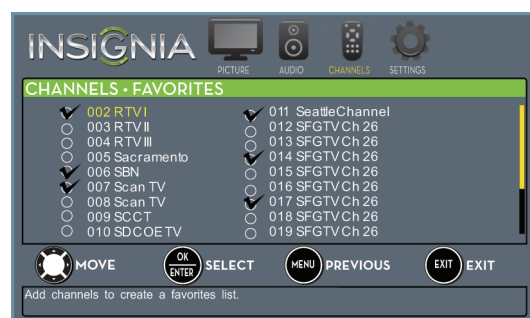 INSIGNIA
PICTURE AUDIO CHANNELS SETTINGS
CHANNELS • FAVORITES
002 RTV I
003 RTV II
004 RTV III
005 Sacramento
006 SBN
007 Scan TV
008 Scan TV
009 SCCT
010 SDCOETV
011 SeattleChannel
012 SFGTV Ch 26
013 SFGTV Ch 26
014 SFGTV Ch 26
015 SFGTV Ch 26
016 SFGTV Ch 26
017 SFGTV Ch 26
018 SFGTV Ch 26
019 SFGTV Ch 26
MOVE OK ENTER SELECT MENU PREVIOUS EXIT EXIT
Add channels to create a favorites list.